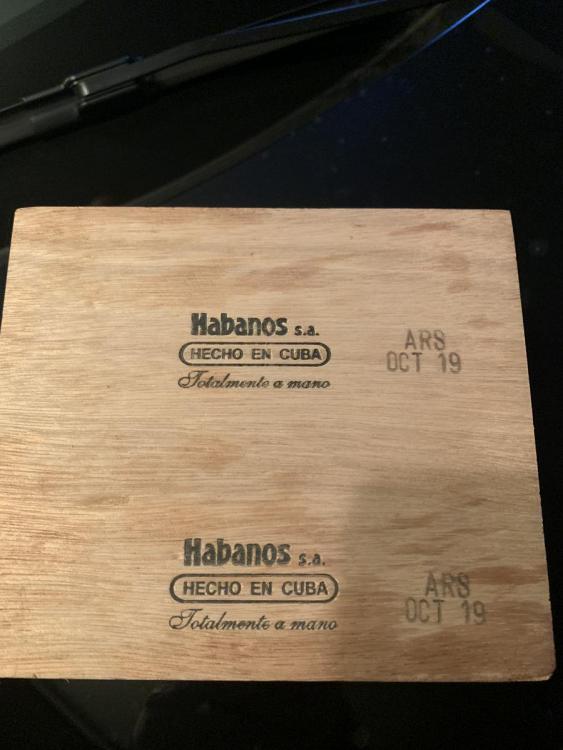 Habanos s.a.
HECHO EN CUBA
Totalmente a mano
ARS
OCT 19
Habanos s.a.
HECHO EN CUBA
Totalmente a mano
ARS
OCT 19